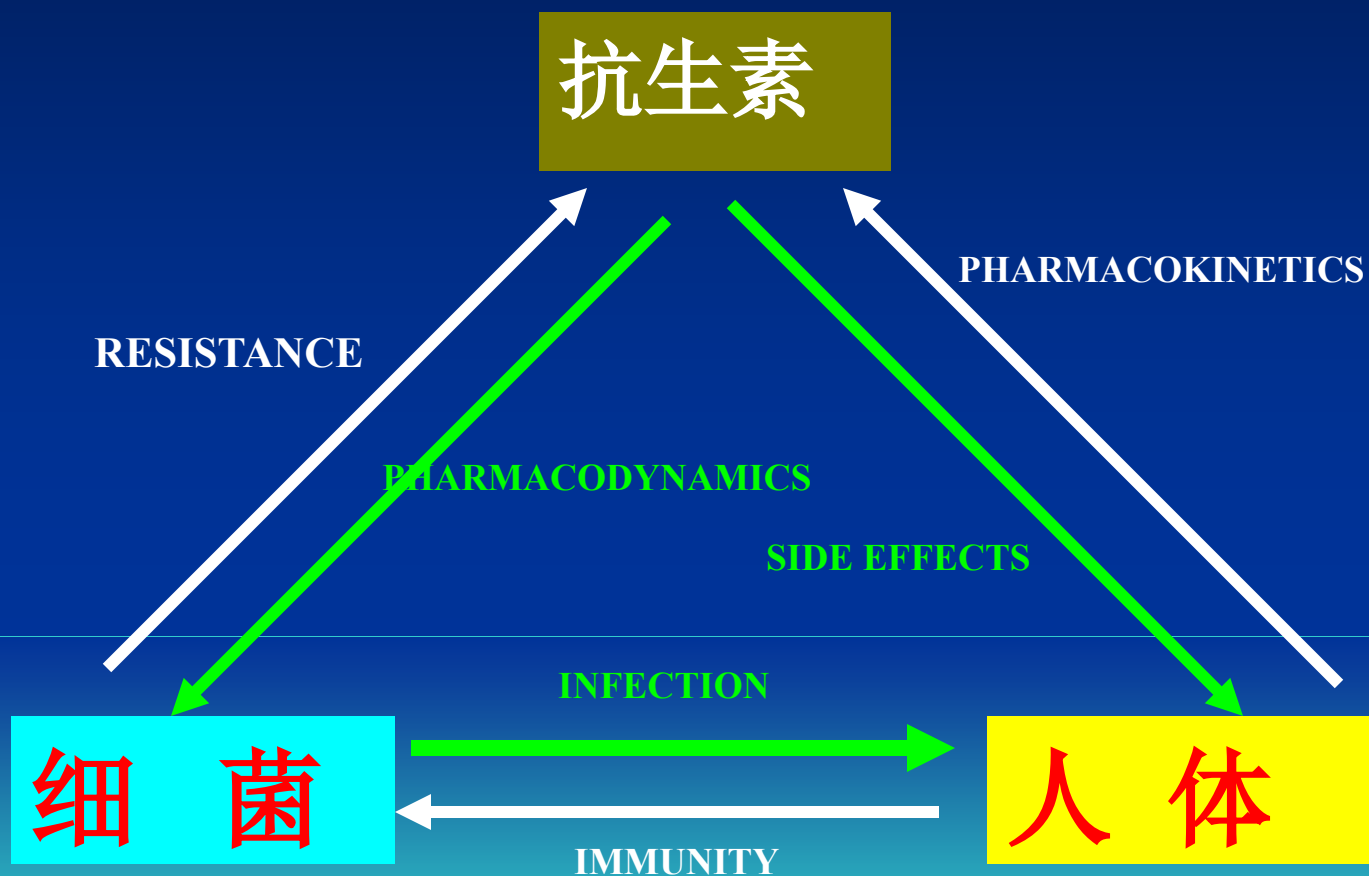 抗生素
PHARMACOKINETICS
RESISTANCE
PHARMACODYNAMICS
SIDE EFFECTS
INFECTION
细 菌
人 体
IMMUNITY